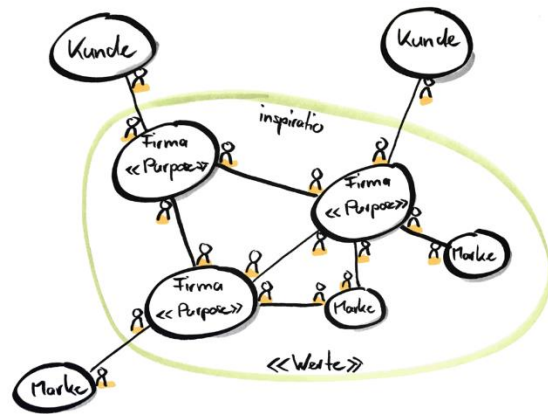 Kunde
Kunde
inspiratio
Firma
<<Purpose>>
Firma
<<Purpose>>
Marke
Firma
<<Purpose>>
Marke
<<Werte>>
Marke